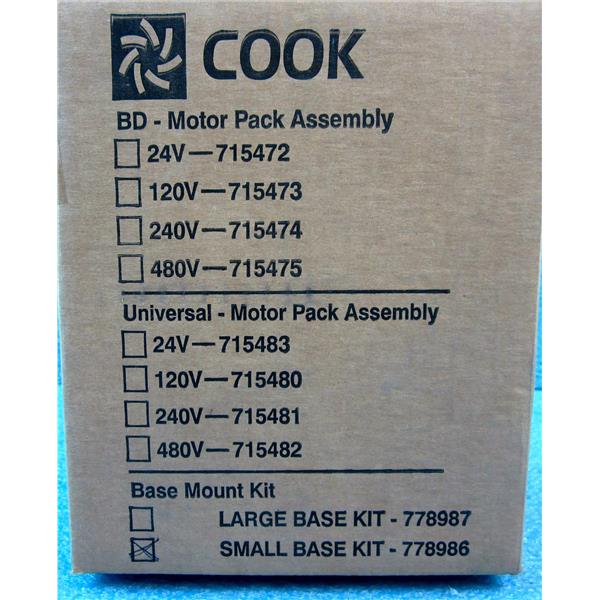 COOK
BD - Motor Pack Assembly
24V—715472
120V—715473
240V—715474
480V—715475
Universal - Motor Pack Assembly
24V—715483
120V—715480
240V—715481
480V—715482
Base Mount Kit
LARGE BASE KIT - 778987
SMALL BASE KIT - 778986